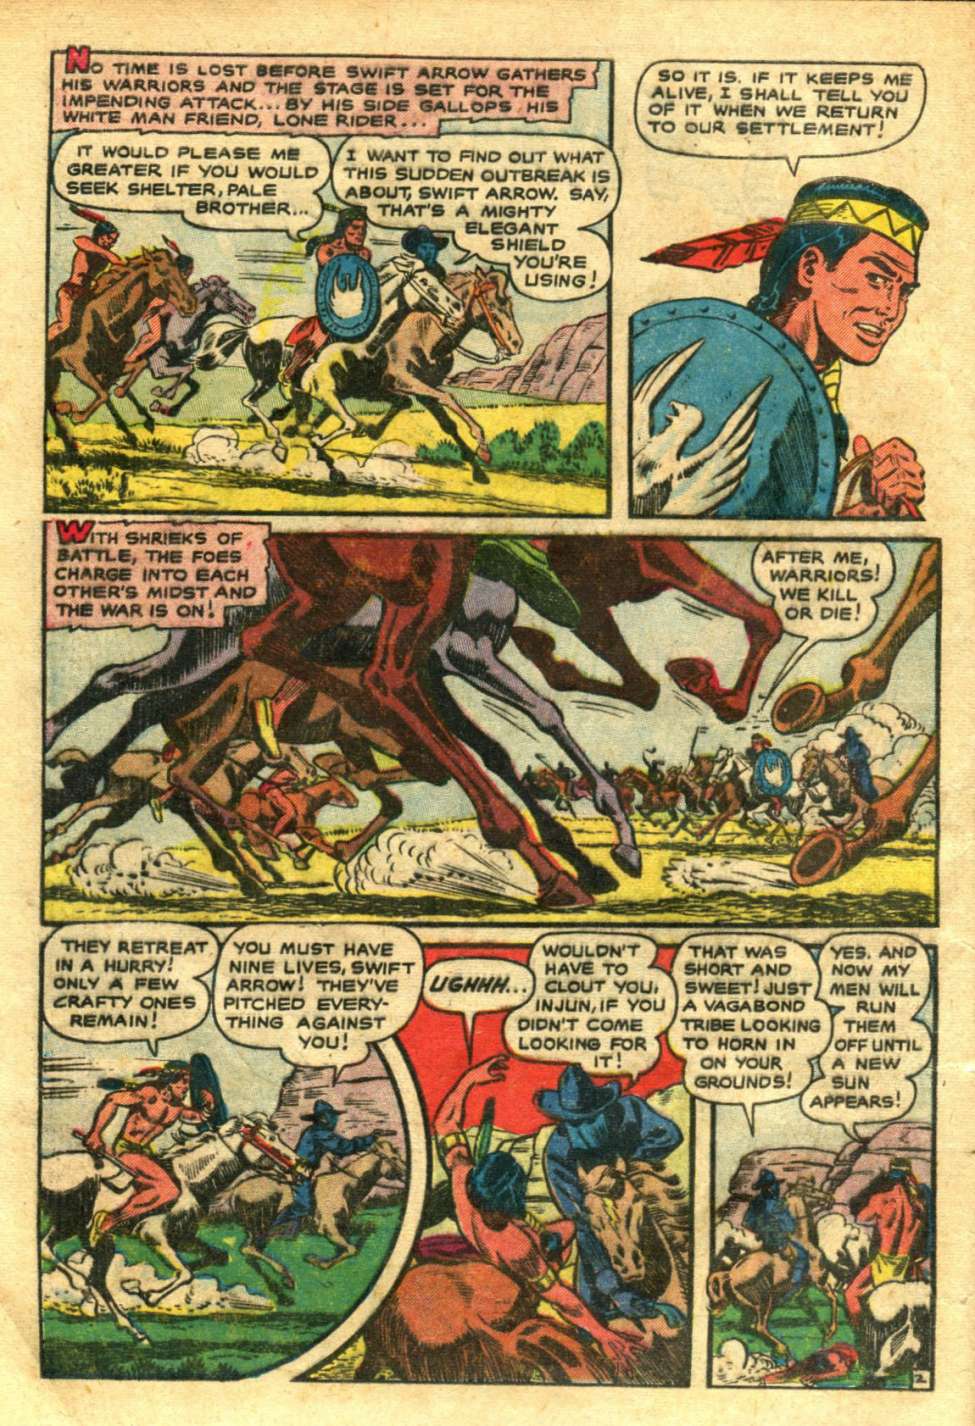 NO TIME IS LOST BEFORE SWIFT ARROW GATHERS
HIS WARRIORS AND THE STAGE IS SET FOR THE
IMPENDING ATTACK... BY HIS SIDE GALLOPS HIS
WHITE MAN FRIEND, LONE RIDER...
IT WOULD PLEASE ME
GREATER IF YOU WOULD
SEEK SHELTER, PALE
BROTHER...
I WANT TO FIND OUT WHAT
THIS SUDDEN OUTBREAK IS
ABOUT, SWIFT ARROW. SAY,
THAT'S A MIGHTY
ELEGANT
SHIELD
YOU'RE
USING!
SO IT IS. IF IT KEEPS ME
ALIVE, I SHALL TELL YOU
OF IT WHEN WE RETURN
TO OUR SETTLEMENT!
WITH SHRIEKS OF
BATTLE, THE FOES
CHARGE INTO EACH
OTHER'S MIDST AND
THE WAR IS ON!
AFTER ME,
WARRIORS!
WE KILL
OR DIE!
THEY RETREAT
IN A HURRY!
ONLY A FEW
CRAFTY ONES
REMAIN!
YOU MUST HAVE
NINE LIVES, SWIFT
ARROW! THEY'VE
PITCHED EVERY-
THING AGAINST
YOU!
UGHHH...
WOULDN'T
HAVE TO
CLOUT YOU,
INJUN, IF YOU
DIDN'T COME
LOOKING FOR
IT!
THAT WAS
SHORT AND
SWEET! JUST
A VAGABOND
TRIBE LOOKING
TO HORN IN
ON YOUR
GROUNDS!
YES, AND
NOW MY
MEN WILL
RUN
THEM
OFF UNTIL
A NEW
SUN
APPEARS!
2